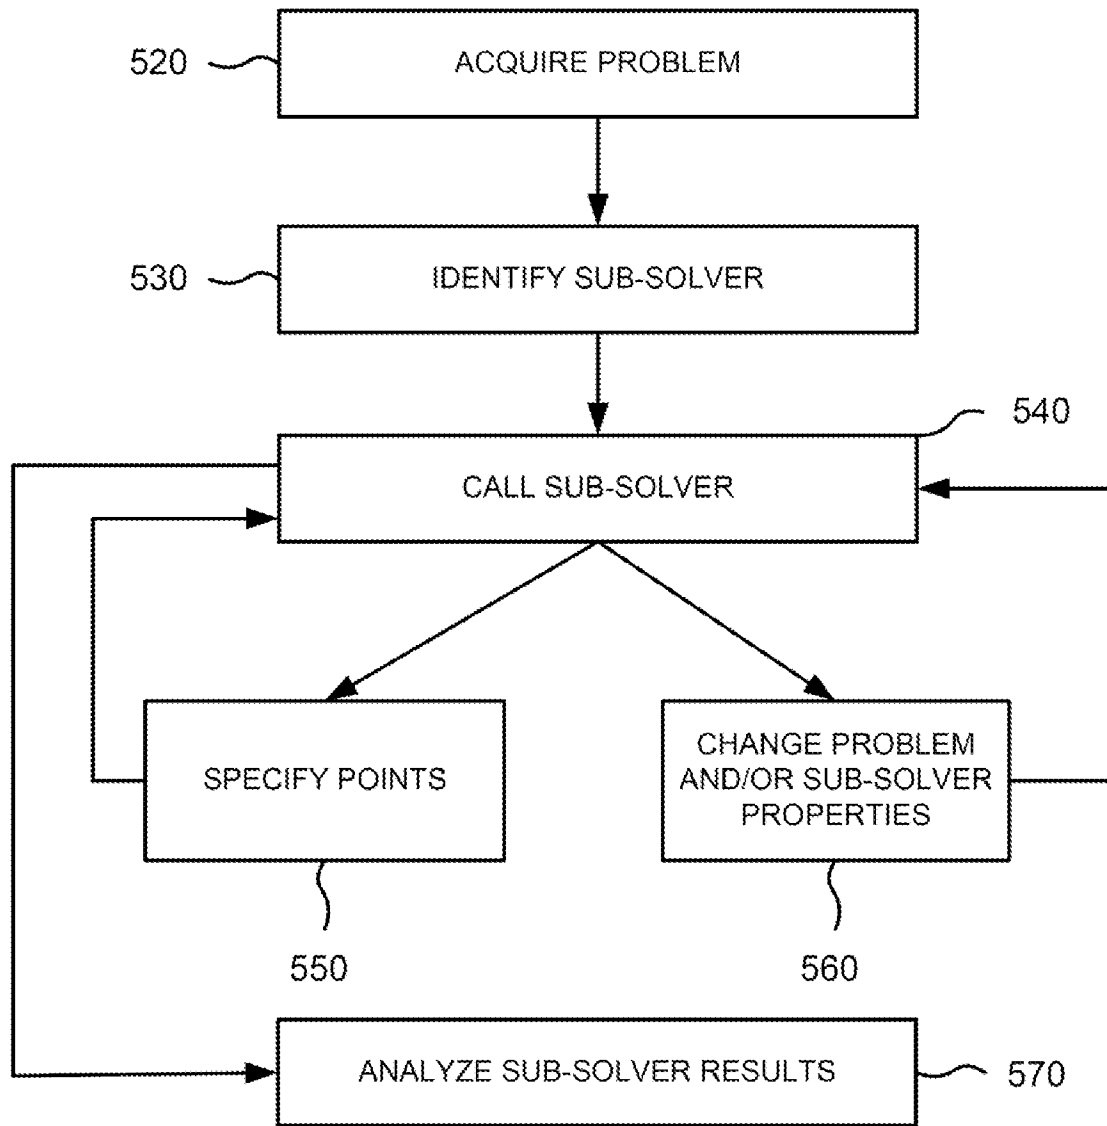 520
ACQUIRE PROBLEM
530
IDENTIFY SUB-SOLVER
540
CALL SUB-SOLVER
SPECIFY POINTS
CHANGE PROBLEM
AND/OR SUB-SOLVER
PROPERTIES
550
560
ANALYZE SUB-SOLVER RESULTS
570